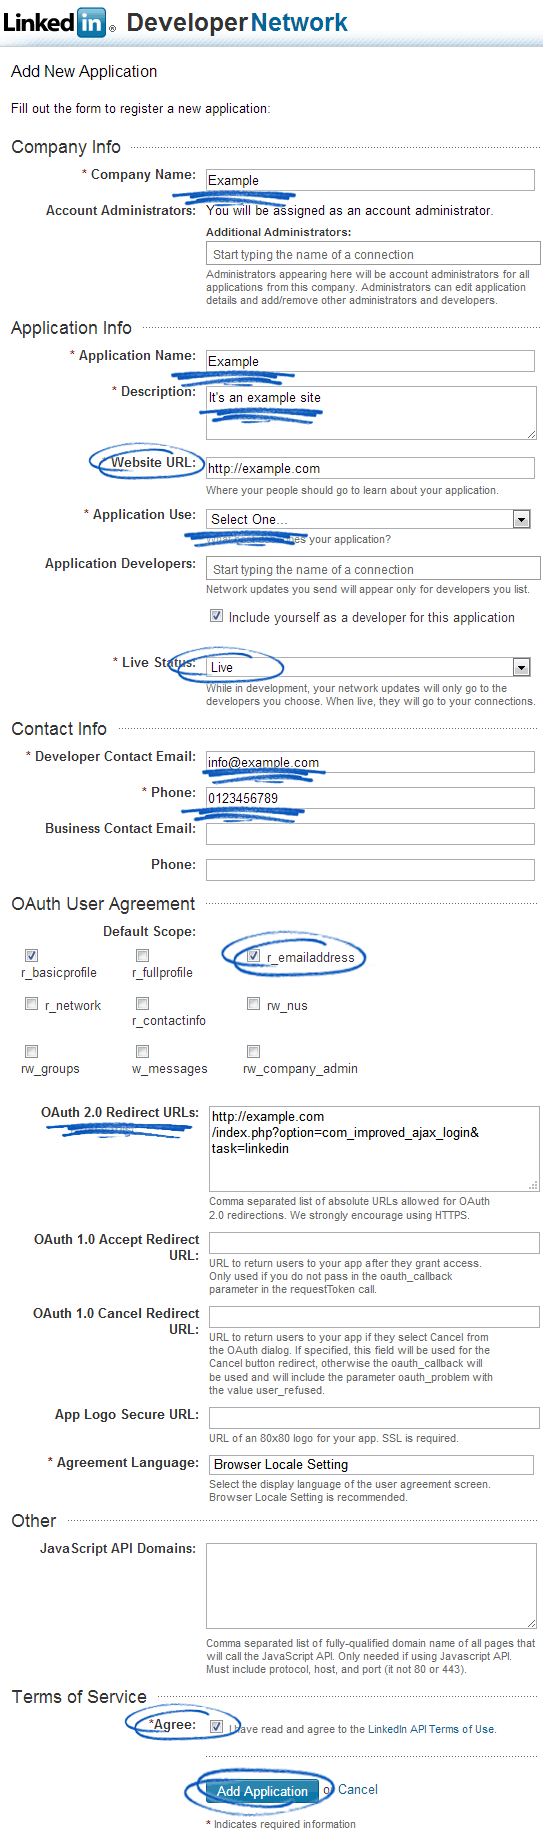 Linked in ® DeveloperNetwork
Add New Application
Fill out the form to register a new application:
Company Info
* Company Name: Example
Account Administrators: You will be assigned as an account administrator.
Additional Administrators:
Start typing the name of a connection
Administrators appearing here will be account administrators for all
applications from this company. Administrators can edit application
details and add/remove other administrators and developers.
Application Info
* Application Name: Example
* Description: It's an example site
* Website URL: http://example.com
Where your people should go to learn about your application.
* Application Use: Select One...
your application?
Application Developers: Start typing the name of a connection
Network updates you send will appear only for developers you list.
Include yourself as a developer for this application
* Live Status: Live
While in development, your network updates will only go to the
developers you choose. When live, they will go to your connections.
Contact Info
* Developer Contact Email: info@example.com
* Phone: 0123456789
Business Contact Email:
Phone:
OAuth User Agreement
Default Scope:
r_basicprofile r_fullprofile r_emailaddress
r_network r_contactinfo rw_nus
rw_groups w_messages rw_company_admin
OAuth 2.0 Redirect URLs: http://example.com
/index.php?option=com_improved_ajax_login&
task=linkedin
Comma separated list of absolute URLs allowed for OAuth
2.0 redirections. We strongly encourage using HTTPS.
OAuth 1.0 Accept Redirect
URL:
URL to return users to your app after they grant access.
Only used if you do not pass in the oauth_callback
parameter in the requestToken call.
OAuth 1.0 Cancel Redirect
URL:
URL to return users to your app if they select Cancel from
the OAuth dialog. If specified, this field will be used for the
Cancel button redirect, otherwise the oauth_callback will
be used and will include the parameter oauth_problem with
the value user_refused.
App Logo Secure URL:
URL of an 80x80 logo for your app. SSL is required.
* Agreement Language: Browser Locale Setting
Select the display language of the user agreement screen.
Browser Locale Setting is recommended.
Other
JavaScript API Domains:
Comma separated list of fully-qualified domain name of all pages that
will call the JavaScript API. Only needed if using Javascript API.
Must include protocol, host, and port (it not 80 or 443).
Terms of Service
*Agree: I have read and agree to the LinkedIn API Terms of Use.
Add Application or Cancel
* Indicates required information